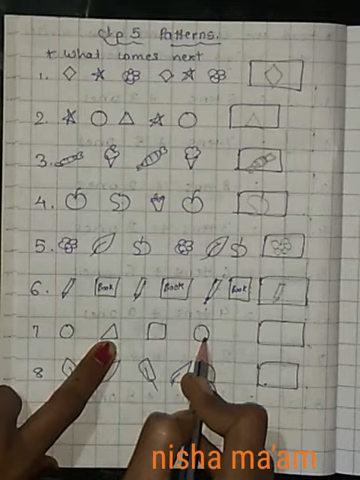 Ch 5 Patterns.
* What comes next
1.
2.
3.
4.
5.
6. Book Book Book
7
8
nisha ma'am